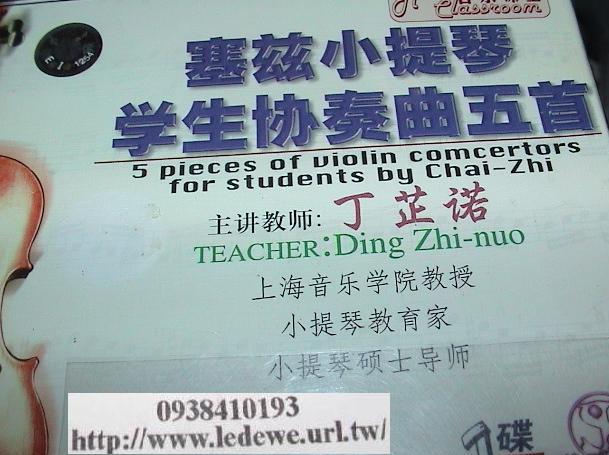 Classroom
塞兹小提琴
学生协奏曲五首
5 pieces of violin comcertors
for students by Chai-Zhi
主讲教师: 丁芷诺
TEACHER:Ding Zhi-nuo
上海音乐学院教授
小提琴教育家
小提琴硕士导师
0938410193
http://www.ledewe.url.tw/
碟